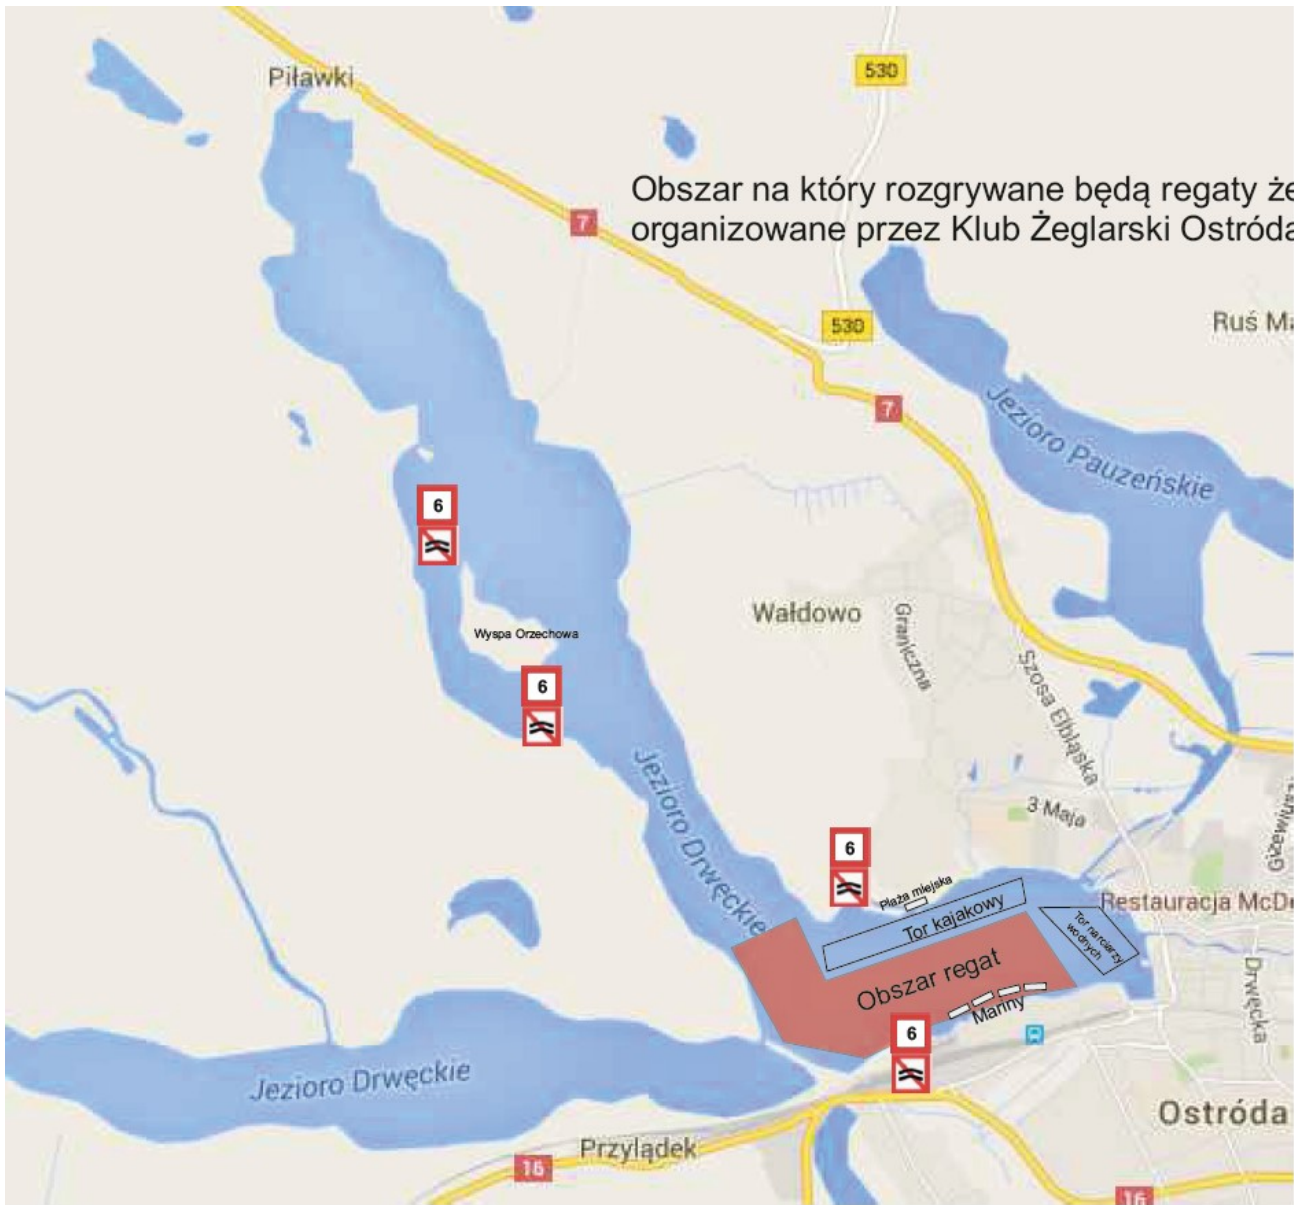 Piławki
530
Obszar na który rozgrywane będą regaty że
organizowane przez Klub Żeglarski Ostróda
7
530
Ruś Ma
7
Jezioro Pauzeńskie
6
Wałdowo
Graniczna
Wyspa Orzechowa
Szosa Elbląska
6
Jezioro Drwęckie
3 Maja
Grzewińs
6
Plaża miejska
Restauracja McDo
Tor kajakowy
Tor narciarzy
wodnych
Obszar regat
Drwęcka
Mariny
6
Jezioro Drwęckie
Ostróda
Przylądek
16
16